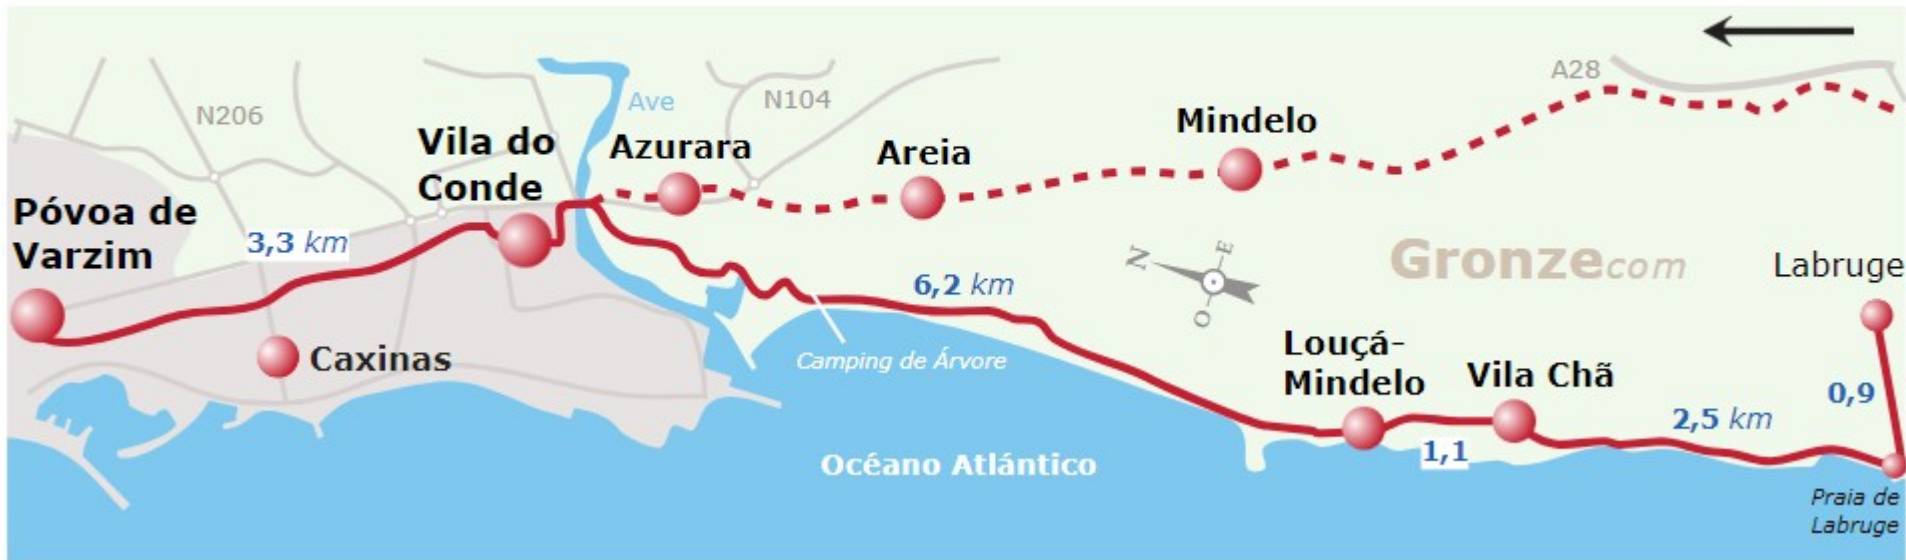 A28
N206
Ave
N104
Mindelo
Vila do
Conde
Azurara
Areia
Póvoa de
Varzim
3,3 km
N
E
O
Gronze.com
Labruge
6,2 km
Caxinas
Camping de Árvore
Louçá-
Mindelo
Vila Chã
0,9
2,5 km
1,1
Océano Atlántico
Praia de
Labruge